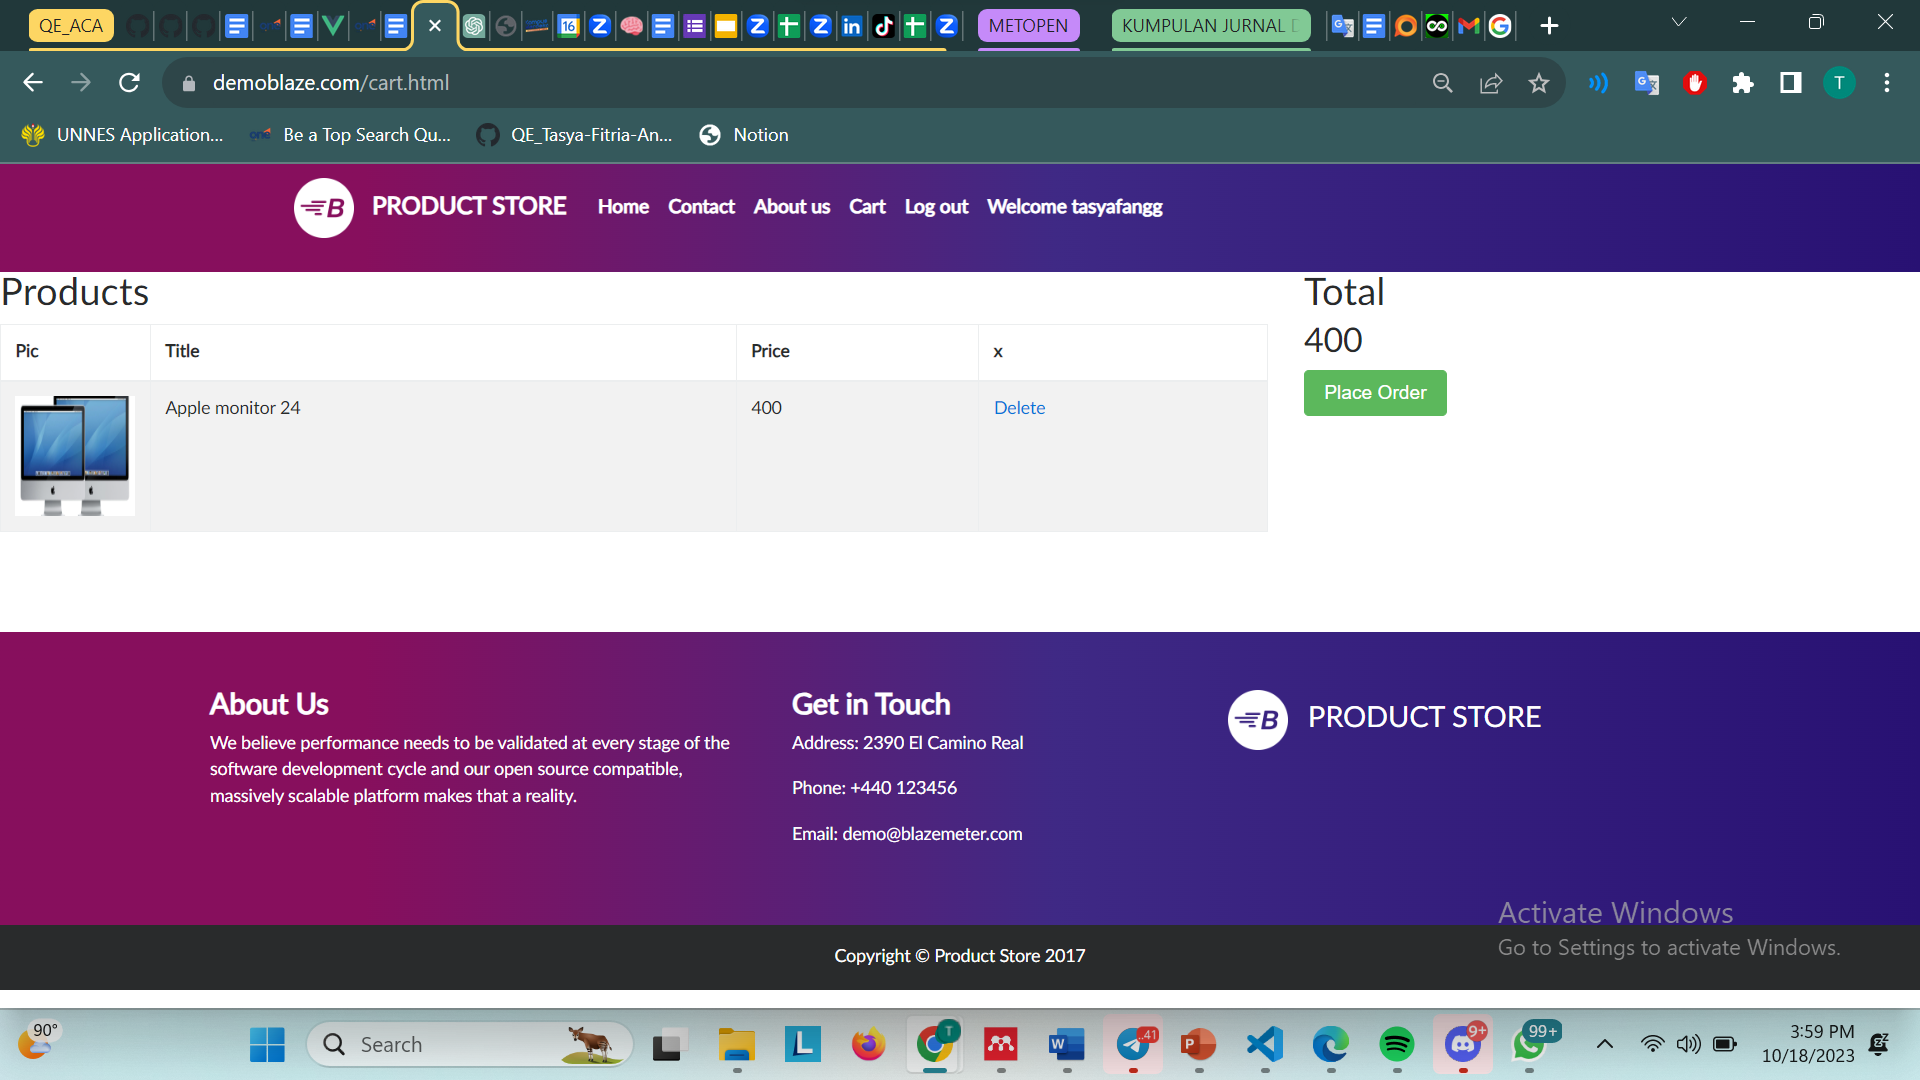 QE_ACA
METOPEN
KUMPULAN JURNAL
demoblaze.com/cart.html
T
UNNES Application...
Be a Top Search Qu...
QE_Tasya-Fitria-An...
Notion
PRODUCT STORE
Home
Contact
About us
Cart
Log out
Welcome tasyafangg
Products
Total
400
Place Order
Pic
Title
Price
x
Apple monitor 24
400
Delete
About Us
We believe performance needs to be validated at every stage of the
software development cycle and our open source compatible,
massively scalable platform makes that a reality.
Get in Touch
Address: 2390 El Camino Real
Phone: +440 123456
Email: demo@blazemeter.com
PRODUCT STORE
Activate Windows
Go to Settings to activate Windows.
Copyright © Product Store 2017
90°
Search
41
9+
99+
3:59 PM
10/18/2023